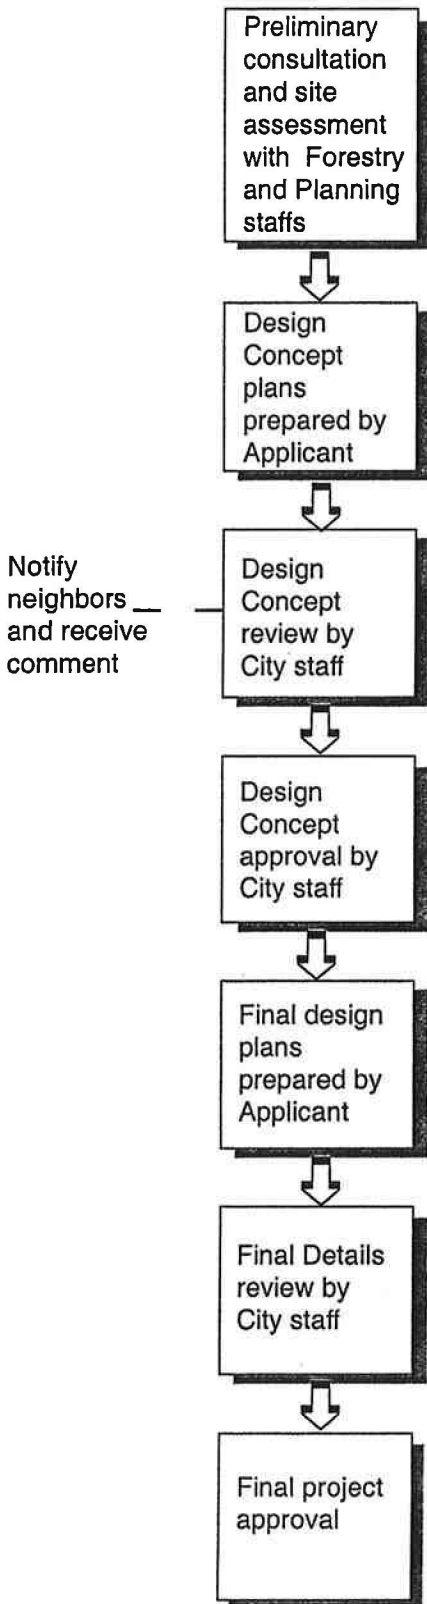 Preliminary
consultation
and site
assessment
with Forestry
and Planning
staffs
Design
Concept
plans
prepared by
Applicant
Notify
neighbors
and receive
comment
Design
Concept
review by
City staff
Design
Concept
approval by
City staff
Final design
plans
prepared by
Applicant
Final Details
review by
City staff
Final project
approval